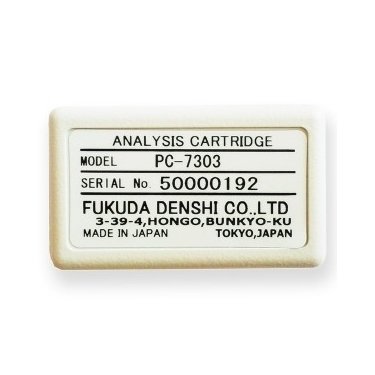 ANALYSIS CARTRIDGE
MODEL PC-7303
SERIAL No. 50000192
FUKUDA DENSHI CO.,LTD
3-39-4,HONGO,BUNKYO-KU
MADE IN JAPAN TOKYO,JAPAN